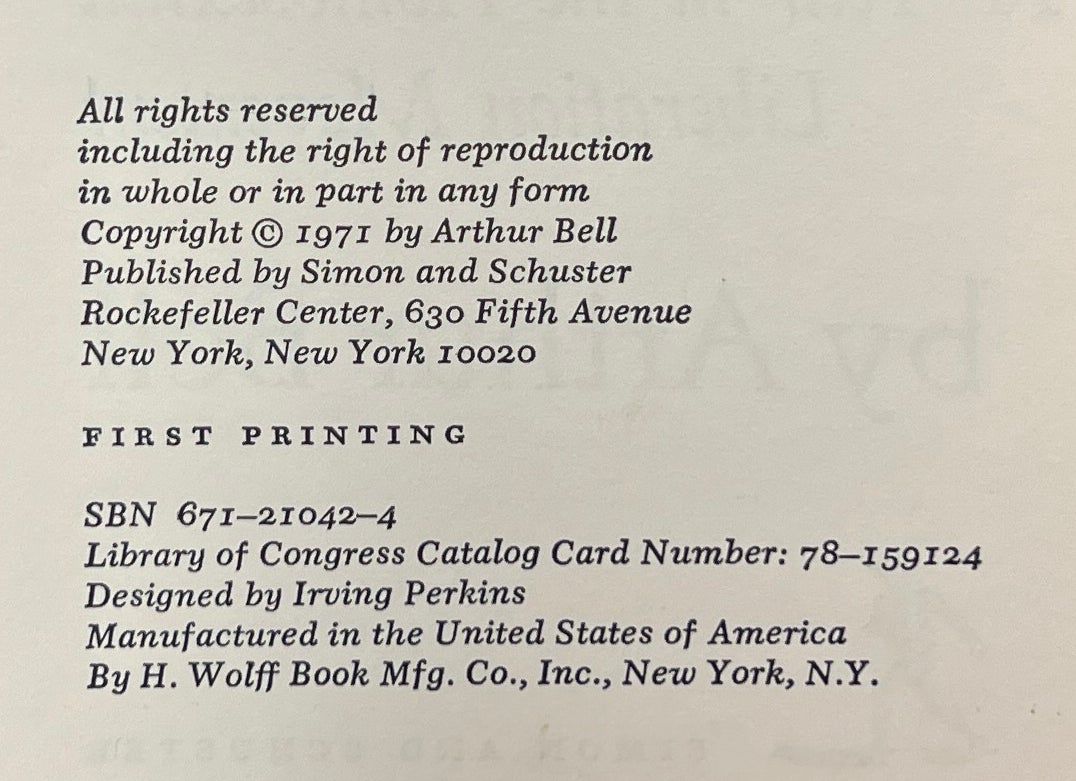 All rights reserved
including the right of reproduction
in whole or in part in any form
Copyright © 1971 by Arthur Bell
Published by Simon and Schuster
Rockefeller Center, 630 Fifth Avenue
New York, New York 10020
FIRST PRINTING
SBN 671–21042–4
Library of Congress Catalog Card Number: 78–159124
Designed by Irving Perkins
Manufactured in the United States of America
By H. Wolff Book Mfg. Co., Inc., New York, N.Y.